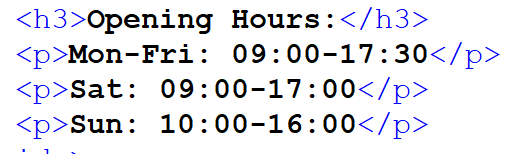 <h3>Opening Hours:</h3>
<p>Mon-Fri: 09:00-17:30</p>
<p>Sat: 09:00-17:00</p>
<p>Sun: 10:00-16:00</p>